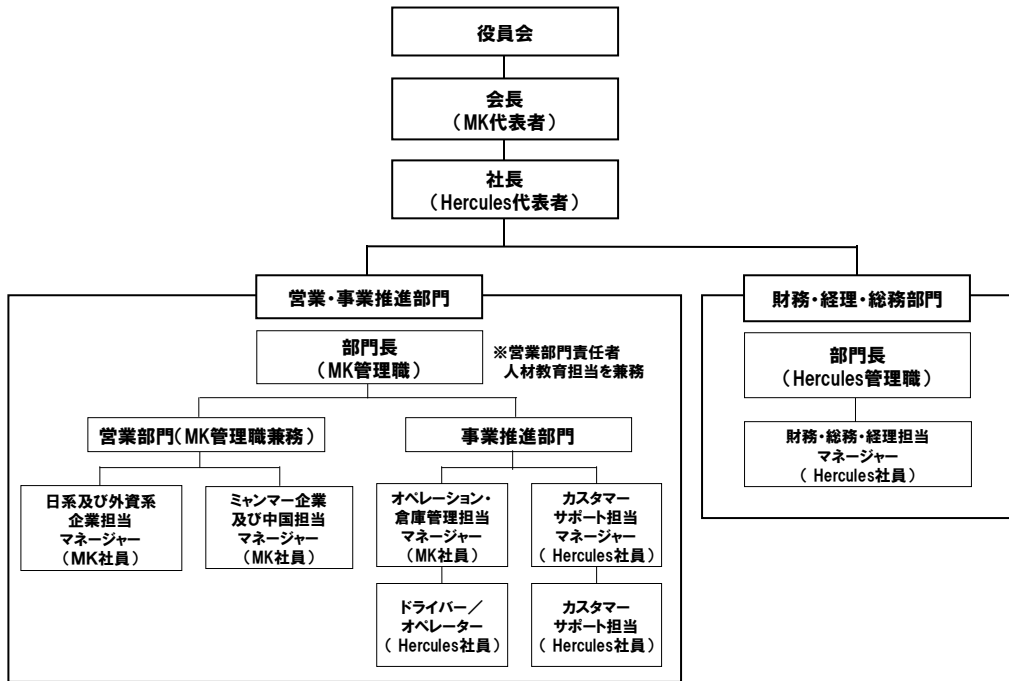 役員会
会長
(MK代表者)
社長
(Hercules代表者)
営業・事業推進部門
財務・経理・総務部門
部門長
(MK管理職)
※営業部門責任者
人材教育担当を兼務
部門長
(Hercules管理職)
営業部門(MK管理職兼務)
事業推進部門
財務・総務・経理担当
マネージャー
( Hercules社員)
日系及び外資系
企業担当
マネージャー
(MK社員)
ミャンマー企業
及び中国担当
マネージャー
(MK社員)
オペレーション・
倉庫管理担当
マネージャー
(MK社員)
カスタマー
サポート担当
マネージャー
( Hercules社員)
ドライバー/
オペレーター
( Hercules社員)
カスタマー
サポート担当
( Hercules社員)